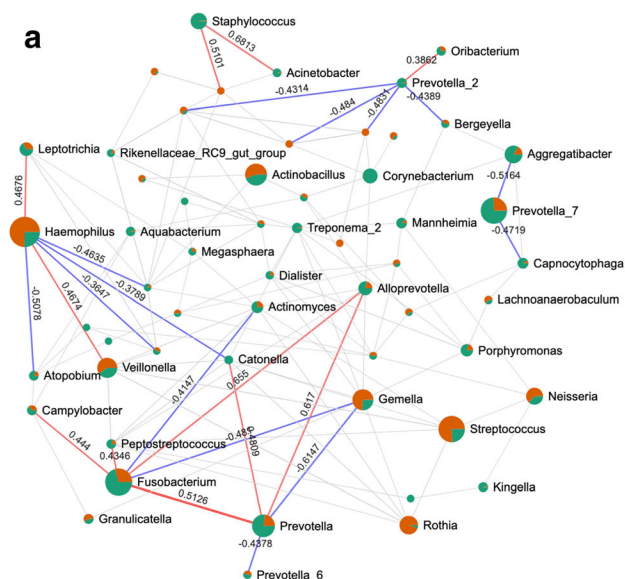 a
Staphylococcus
0.6813
0.5101
Acinetobacter
0.3862
Oribacterium
Prevotella_2
-0.4314
-0.484
-0.4831
-0.4389
Bergeyella
Leptotrichia
Rikenellaceae_RC9_gut_group
Actinobacillus
Corynebacterium
Aggregatibacter
-0.5164
0.4676
Prevotella_7
-0.4719
Haemophilus
Aquabacterium
Treponema_2
Mannheimia
-0.4635
Megasphaera
Capnocytophaga
-0.3647
-0.3789
Dialister
Alloprevotella
-0.5078
0.4674
Actinomyces
Lachnoanaerobaculum
Porphyromonas
Veillonella
Catonella
Atopobium
-0.4147
0.655
0.617
Gemella
Neisseria
Campylobacter
Streptococcus
0.444
Peptostreptococcus
0.4346
0.4809
-0.6147
Fusobacterium
Kingella
0.5126
Granulicatella
Prevotella
Rothia
-0.4378
Prevotella_6